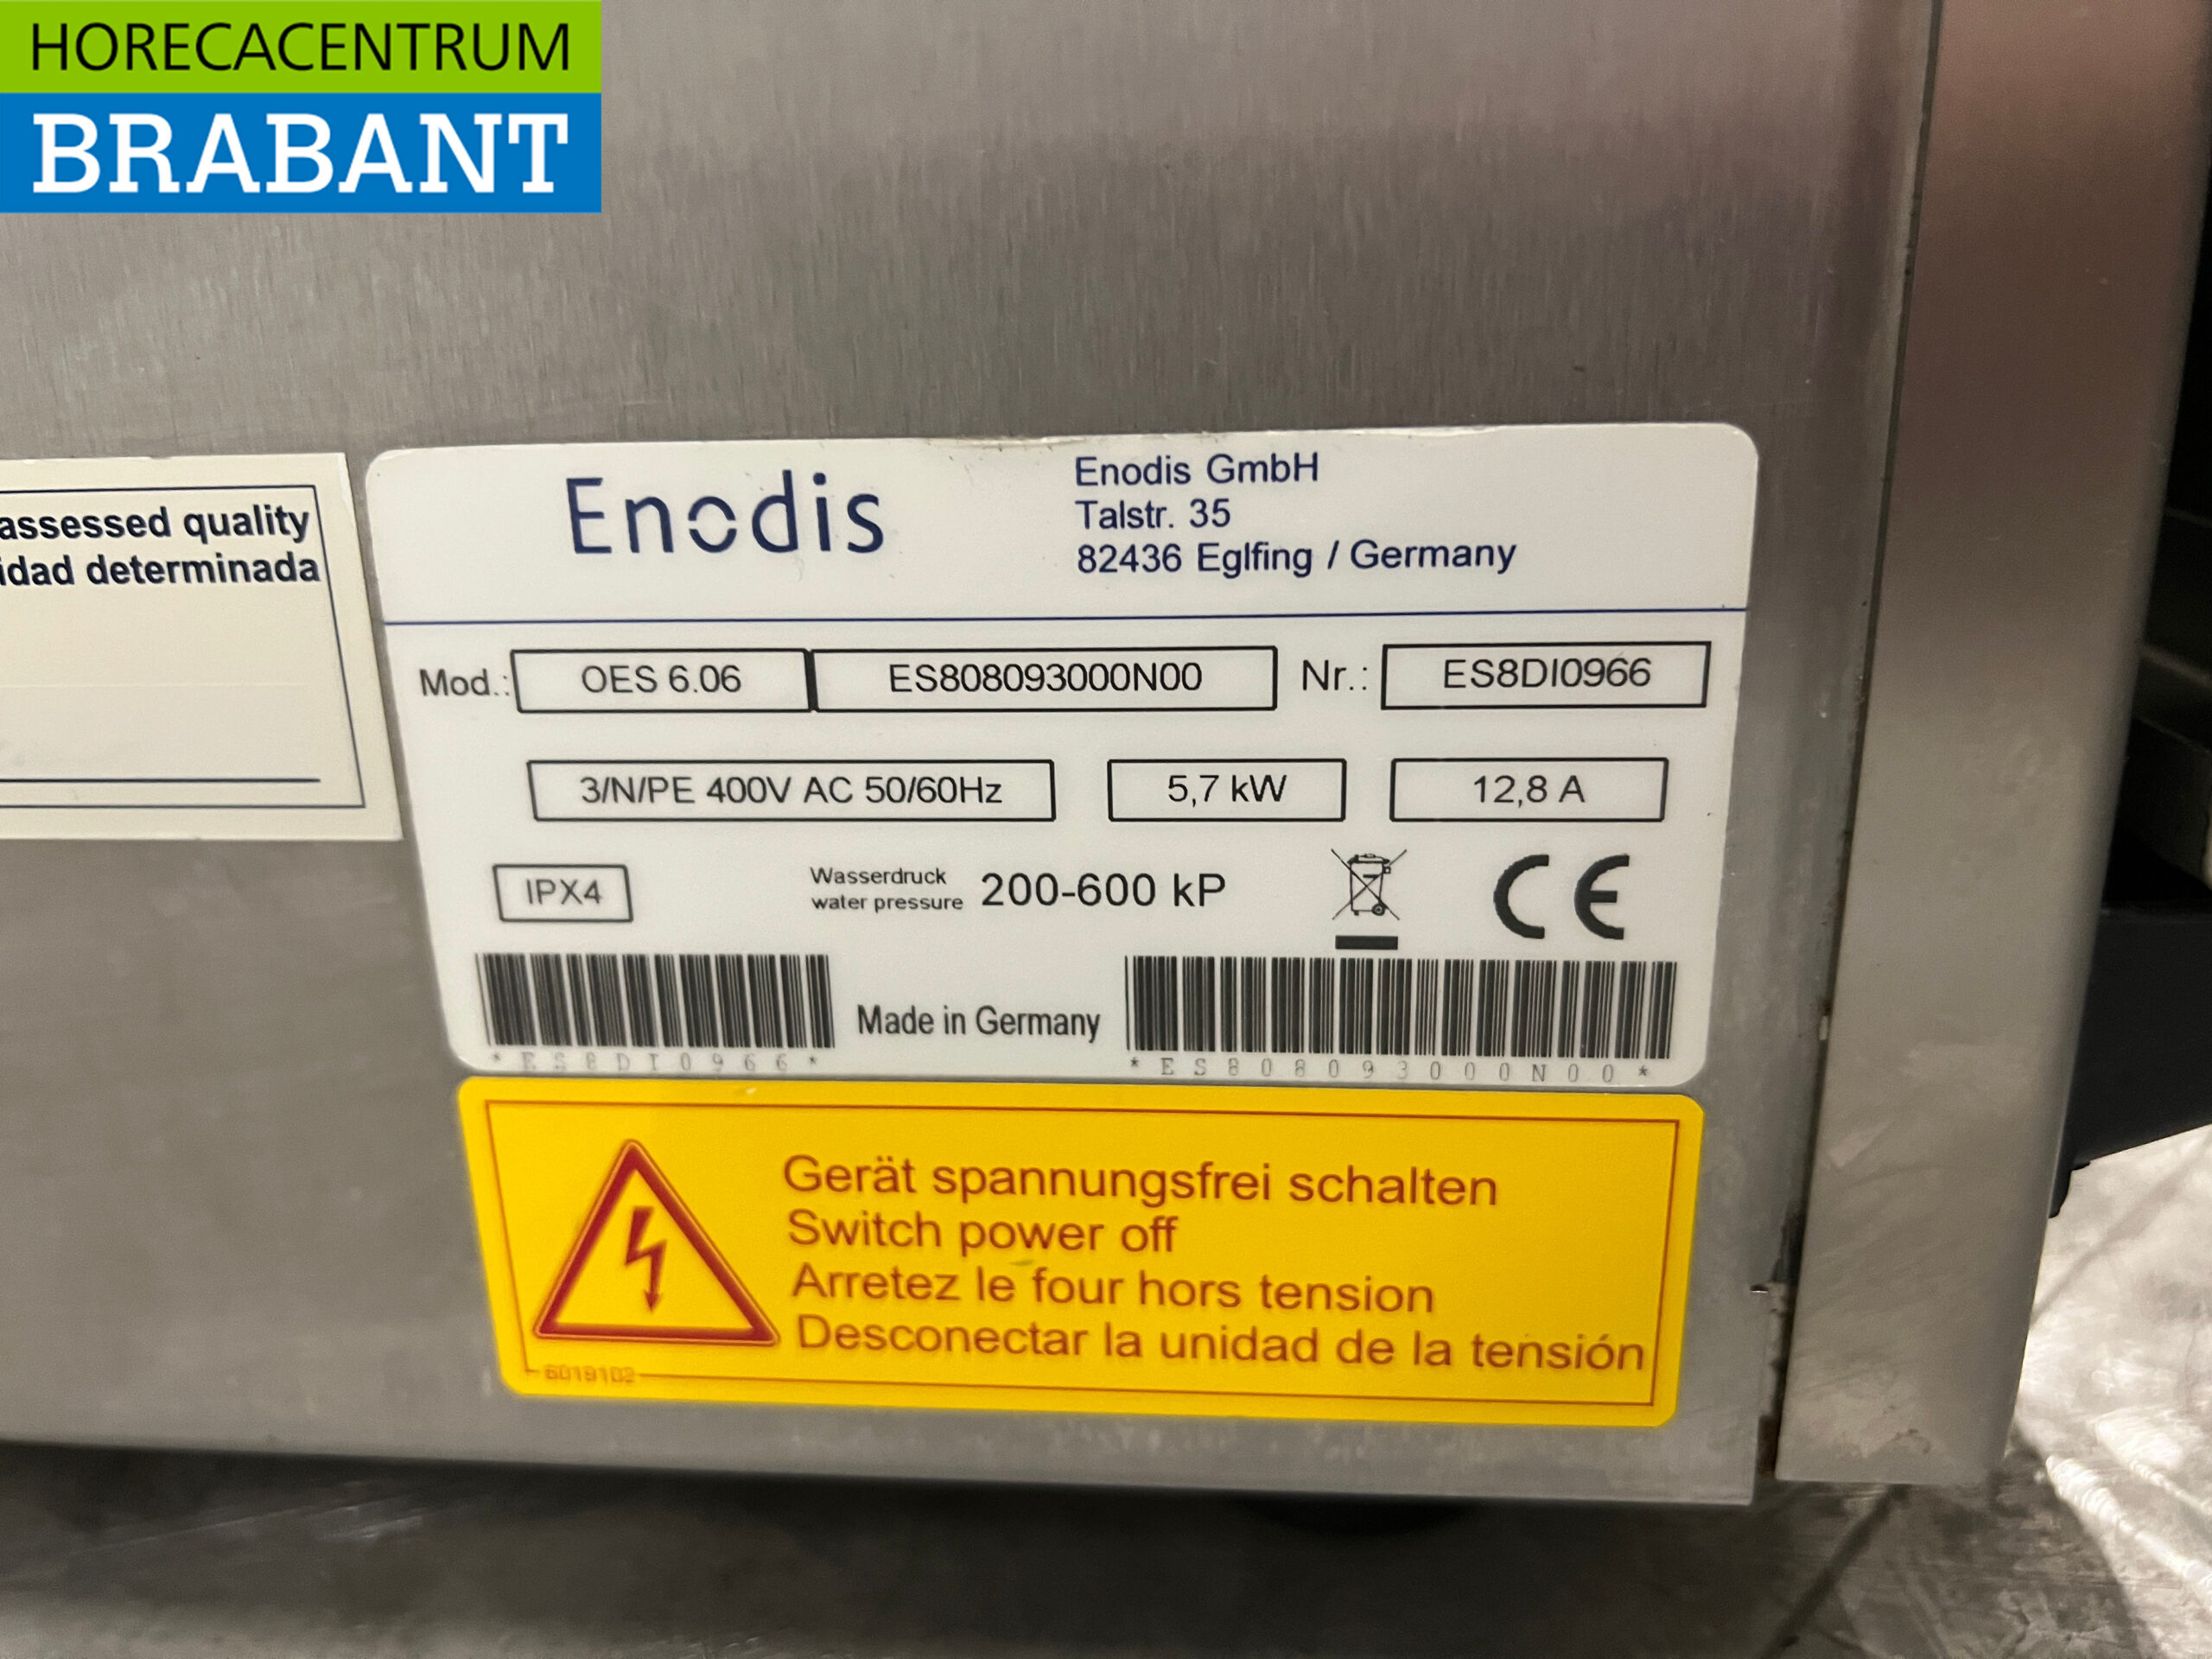 HORECACENTRUM
BRABANT
assessed quality
idad determinada
Enodis
Enodis GmbH
Talstr. 35
82436 Eglfing / Germany
Mod.: OES 6.06 ES808093000N00 Nr.: ES8DI0966
3/N/PE 400V AC 50/60Hz 5,7 kW 12,8 A
IPX4
Wasserdruck
water pressure
200-600 kP
CE
Made in Germany
*ES8DI0966*
*ES808093000N00*
Gerät spannungsfrei schalten
Switch power off
Arretez le four hors tension
Desconectar la unidad de la tensión
6019102